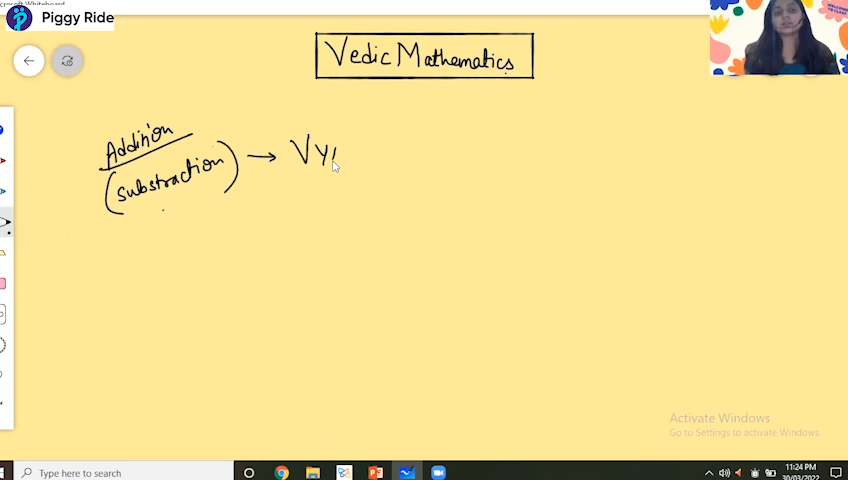 Piggy Ride
Vedic Mathematics
Addition
(substraction) → Vy
Activate Windows
Go to Settings to activate Windows.
Type here to search
11:24 PM
30/03/2022